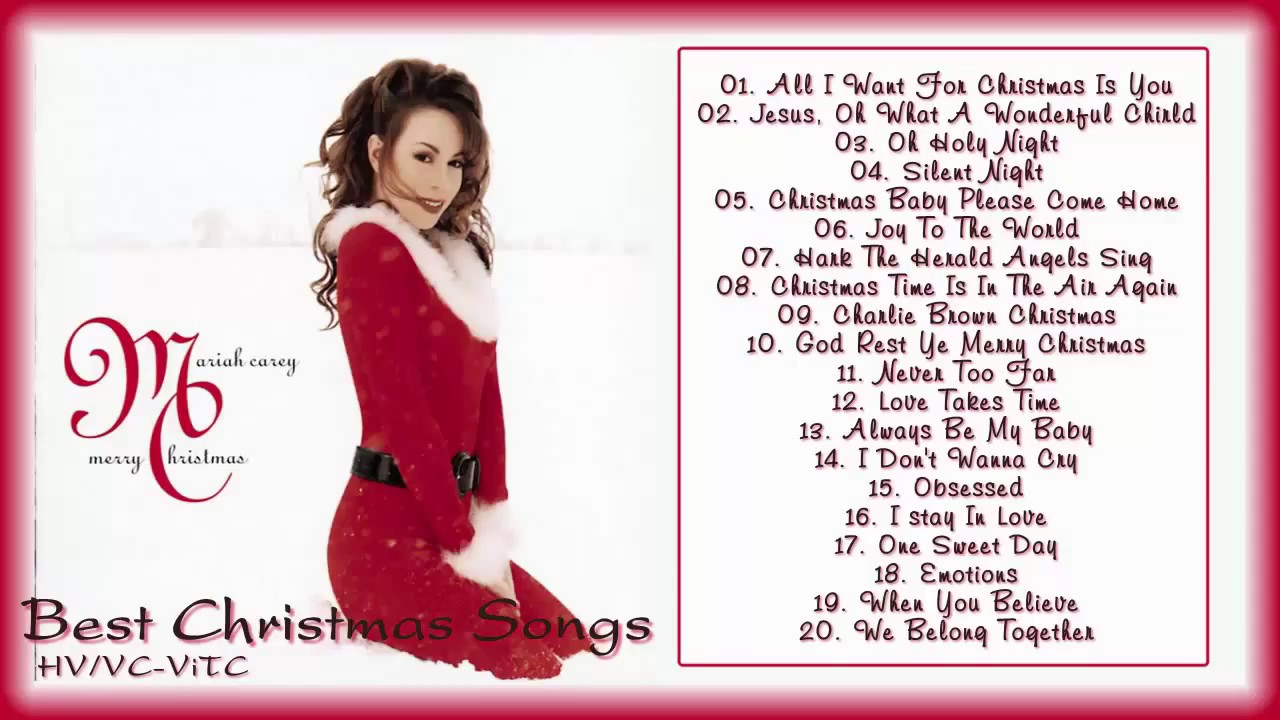 Mariah carey
merry Christmas
Best Christmas Songs
HV/VC-ViTC
01. All I Want For Christmas Is You
02. Jesus, Oh What A Wonderful Chirld
03. Oh Holy Night
04. Silent Night
05. Christmas Baby Please Come Home
06. Joy To The World
07. Hark The Herald Angels Sing
08. Christmas Time Is In The Air Again
09. Charlie Brown Christmas
10. God Rest Ye Merry Christmas
11. Never Too Far
12. Love Takes Time
13. Always Be My Baby
14. I Don't Wanna Cry
15. Obsessed
16. I stay In Love
17. One Sweet Day
18. Emotions
19. When You Believe
20. We Belong Together